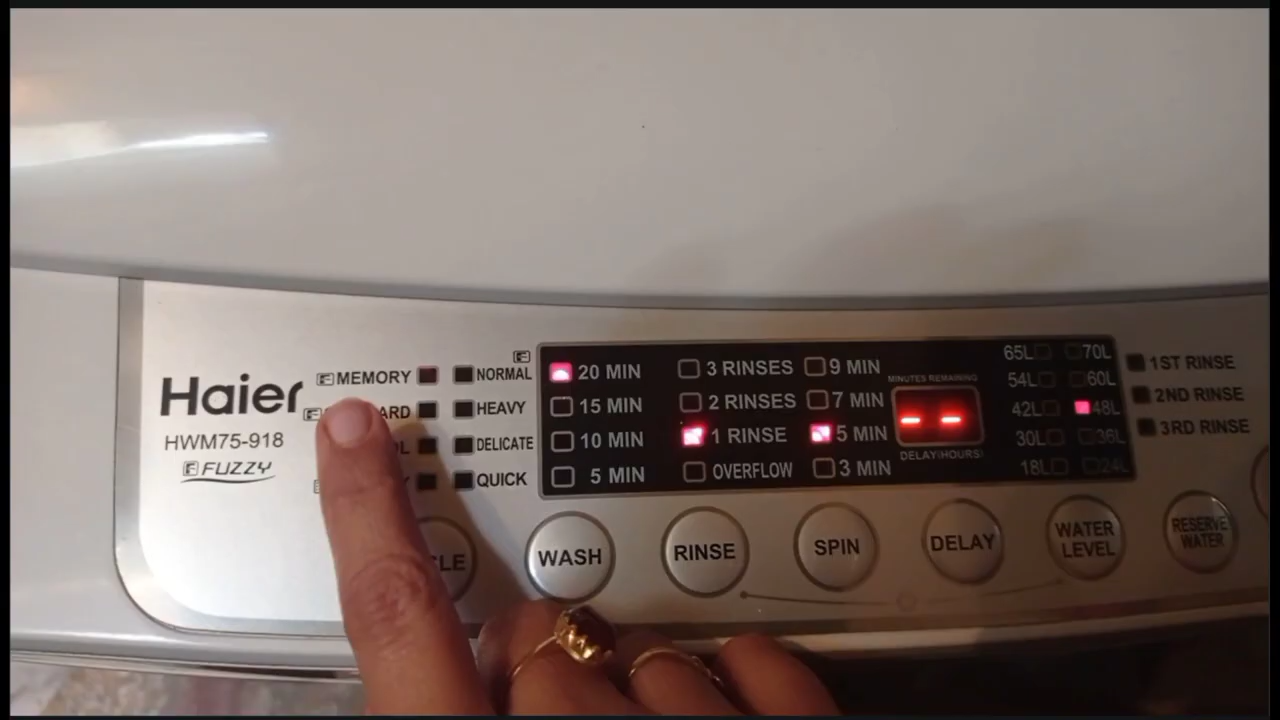 Haier
HWM75-918
F FUZZY
F MEMORY
NORMAL
HEAVY
DELICATE
QUICK
F
20 MIN
15 MIN
10 MIN
5 MIN
3 RINSES
2 RINSES
1 RINSE
OVERFLOW
9 MIN
7 MIN
5 MIN
3 MIN
MINUTES REMAINING
- -
DELAY(HOURS)
65L 70L
54L 60L
42L 48L
30L 36L
18L 24L
1ST RINSE
2ND RINSE
3RD RINSE
WASH
RINSE
SPIN
DELAY
WATER
LEVEL
RESERVE
WATER